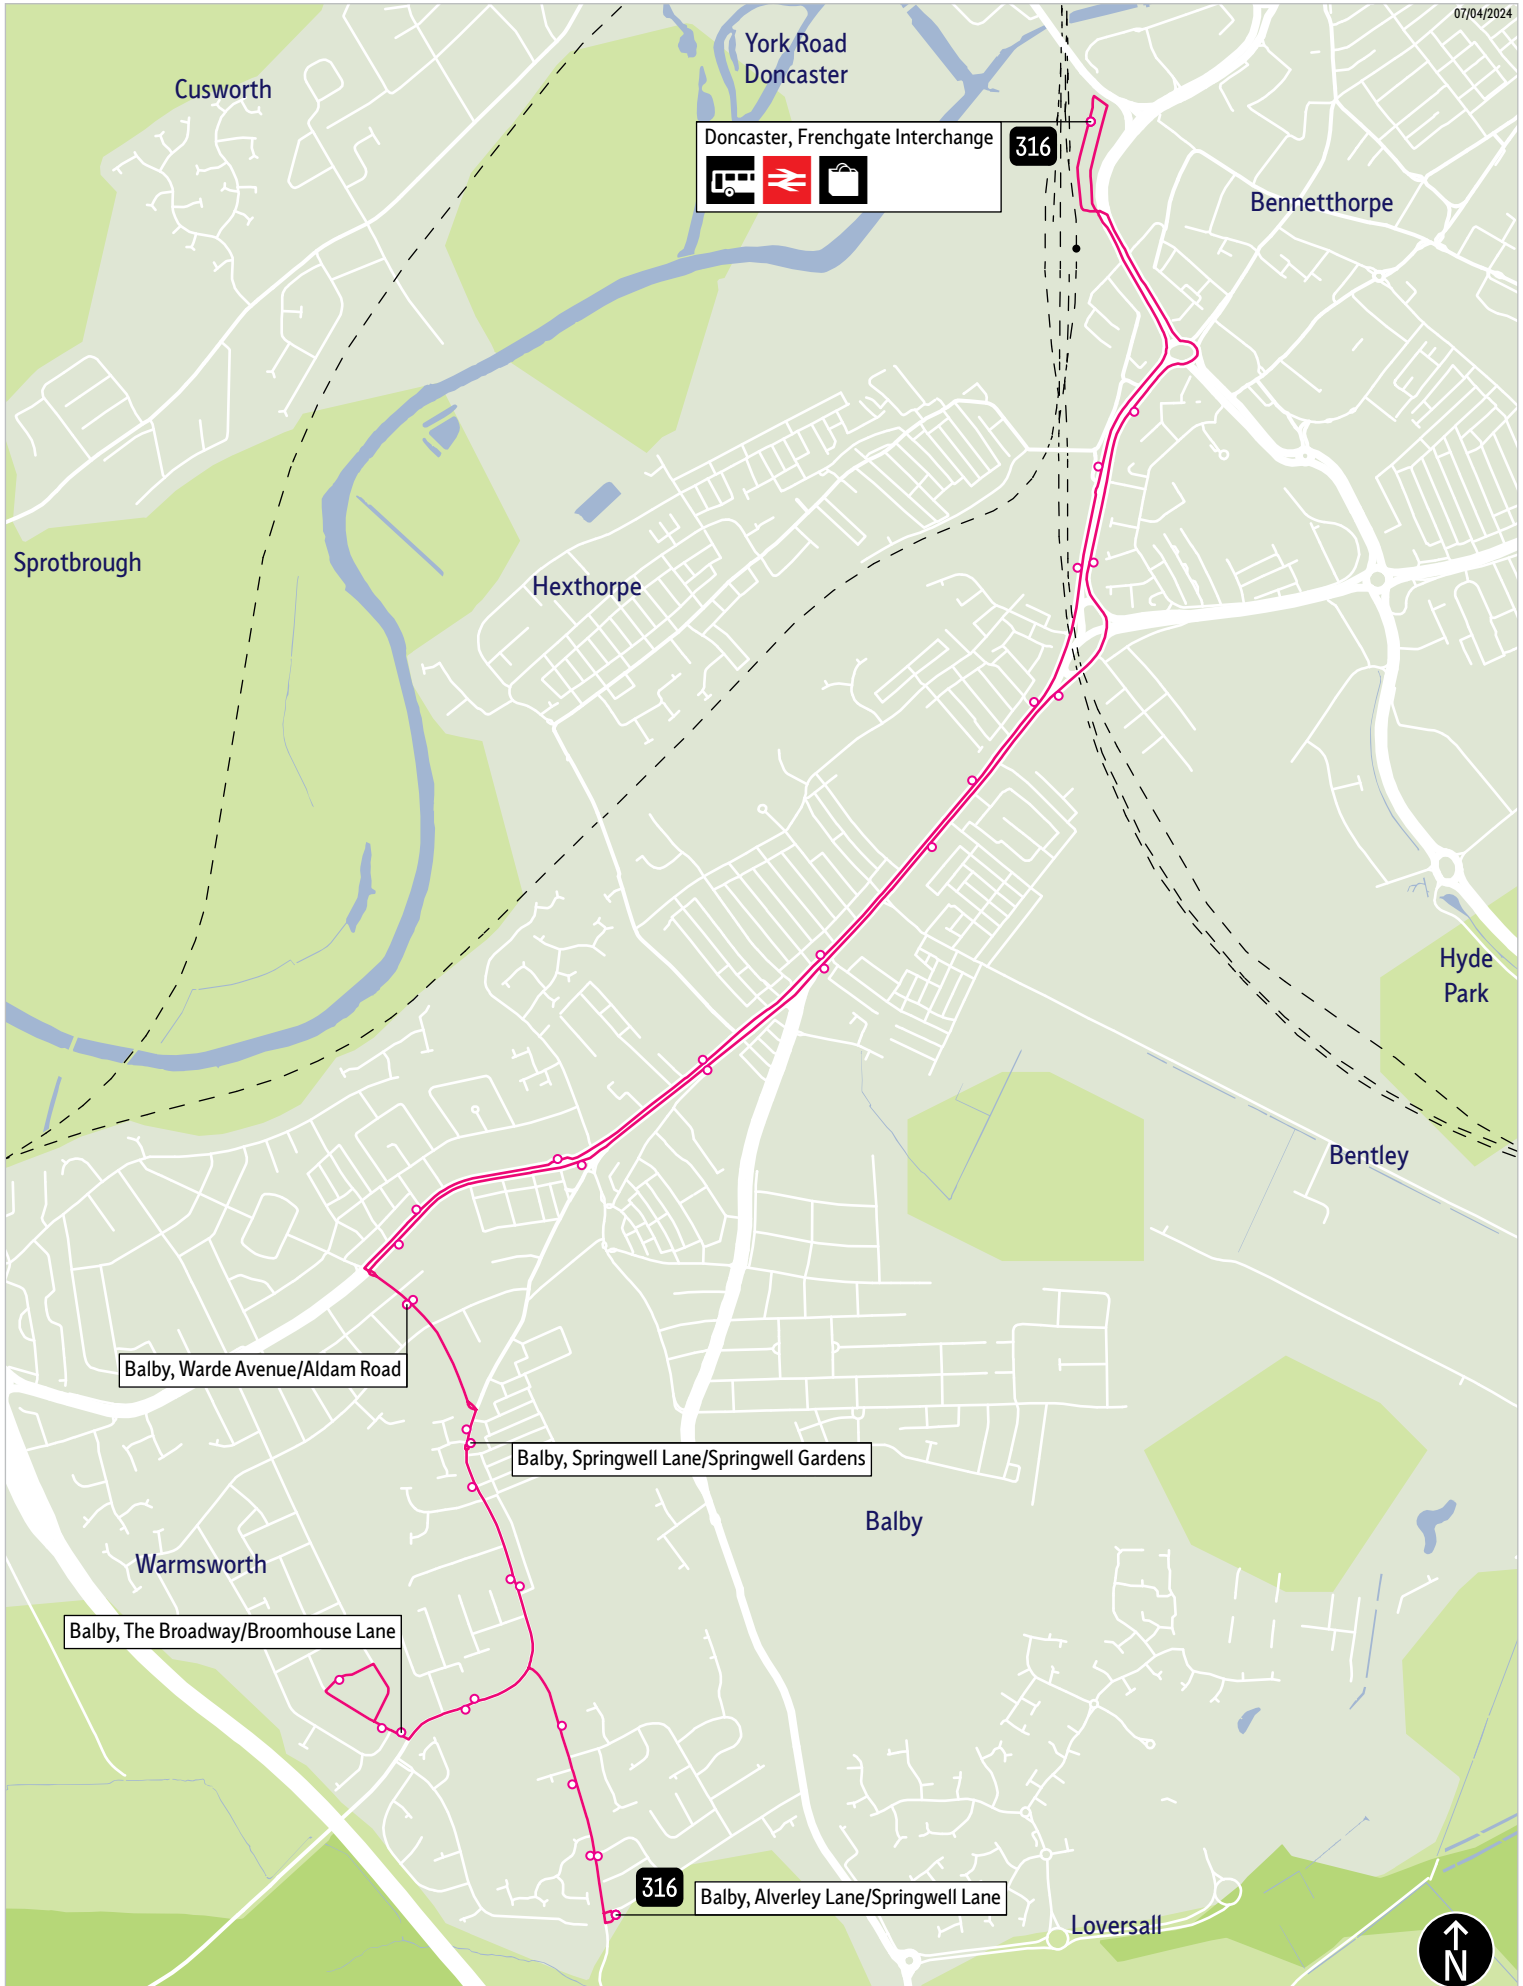 07/04/2024
York Road
Doncaster
Cusworth
Doncaster, Frenchgate Interchange
316
Bennetthorpe
Sprotbrough
Hexthorpe
Hyde
Park
Bentley
Balby, Warde Avenue/Aldam Road
Balby, Springwell Lane/Springwell Gardens
Balby
Warmsworth
Balby, The Broadway/Broomhouse Lane
316
Balby, Alverley Lane/Springwell Lane
Loversall
N